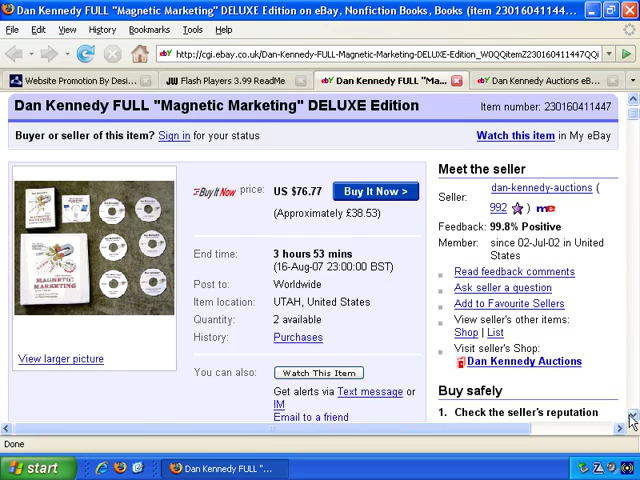 Dan Kennedy FULL "Magnetic Marketing" DELUXE Edition on eBay, Nonfiction Books, Books (item 230160411447
File Edit View History Bookmarks Tools Help
http://cgi.ebay.co.uk/Dan-Kennedy-FULL-Magnetic-Marketing-DELUXE-Edition_W0QQitemZ230160411447QQi
Website Promotion By Desi... Flash Players 3.99 ReadMe Dan Kennedy FULL "Ma... Dan Kennedy Auctions eB...
Dan Kennedy FULL "Magnetic Marketing" DELUXE Edition Item number: 230160411447
Buyer or seller of this item? Sign in for your status Watch this item in My eBay
Buy It Now price: US $76.77 Buy It Now >
(Approximately £38.53)
End time: 3 hours 53 mins
(16-Aug-07 23:00:00 BST)
Post to: Worldwide
Item location: UTAH, United States
Quantity: 2 available
History: Purchases
You can also: Watch This Item
Get alerts via Text message or
IM
Email to a friend
MAGNETIC
MARKETING
View larger picture
Meet the seller
Seller: dan-kennedy-auctions (
992 ) me
Feedback: 99.8% Positive
Member: since 02-Jul-02 in United
States
Read feedback comments
Ask seller a question
Add to Favourite Sellers
View seller's other items:
Shop | List
Visit seller's Shop:
Dan Kennedy Auctions
Buy safely
1. Check the seller's reputation
Done
start Dan Kennedy FULL "...